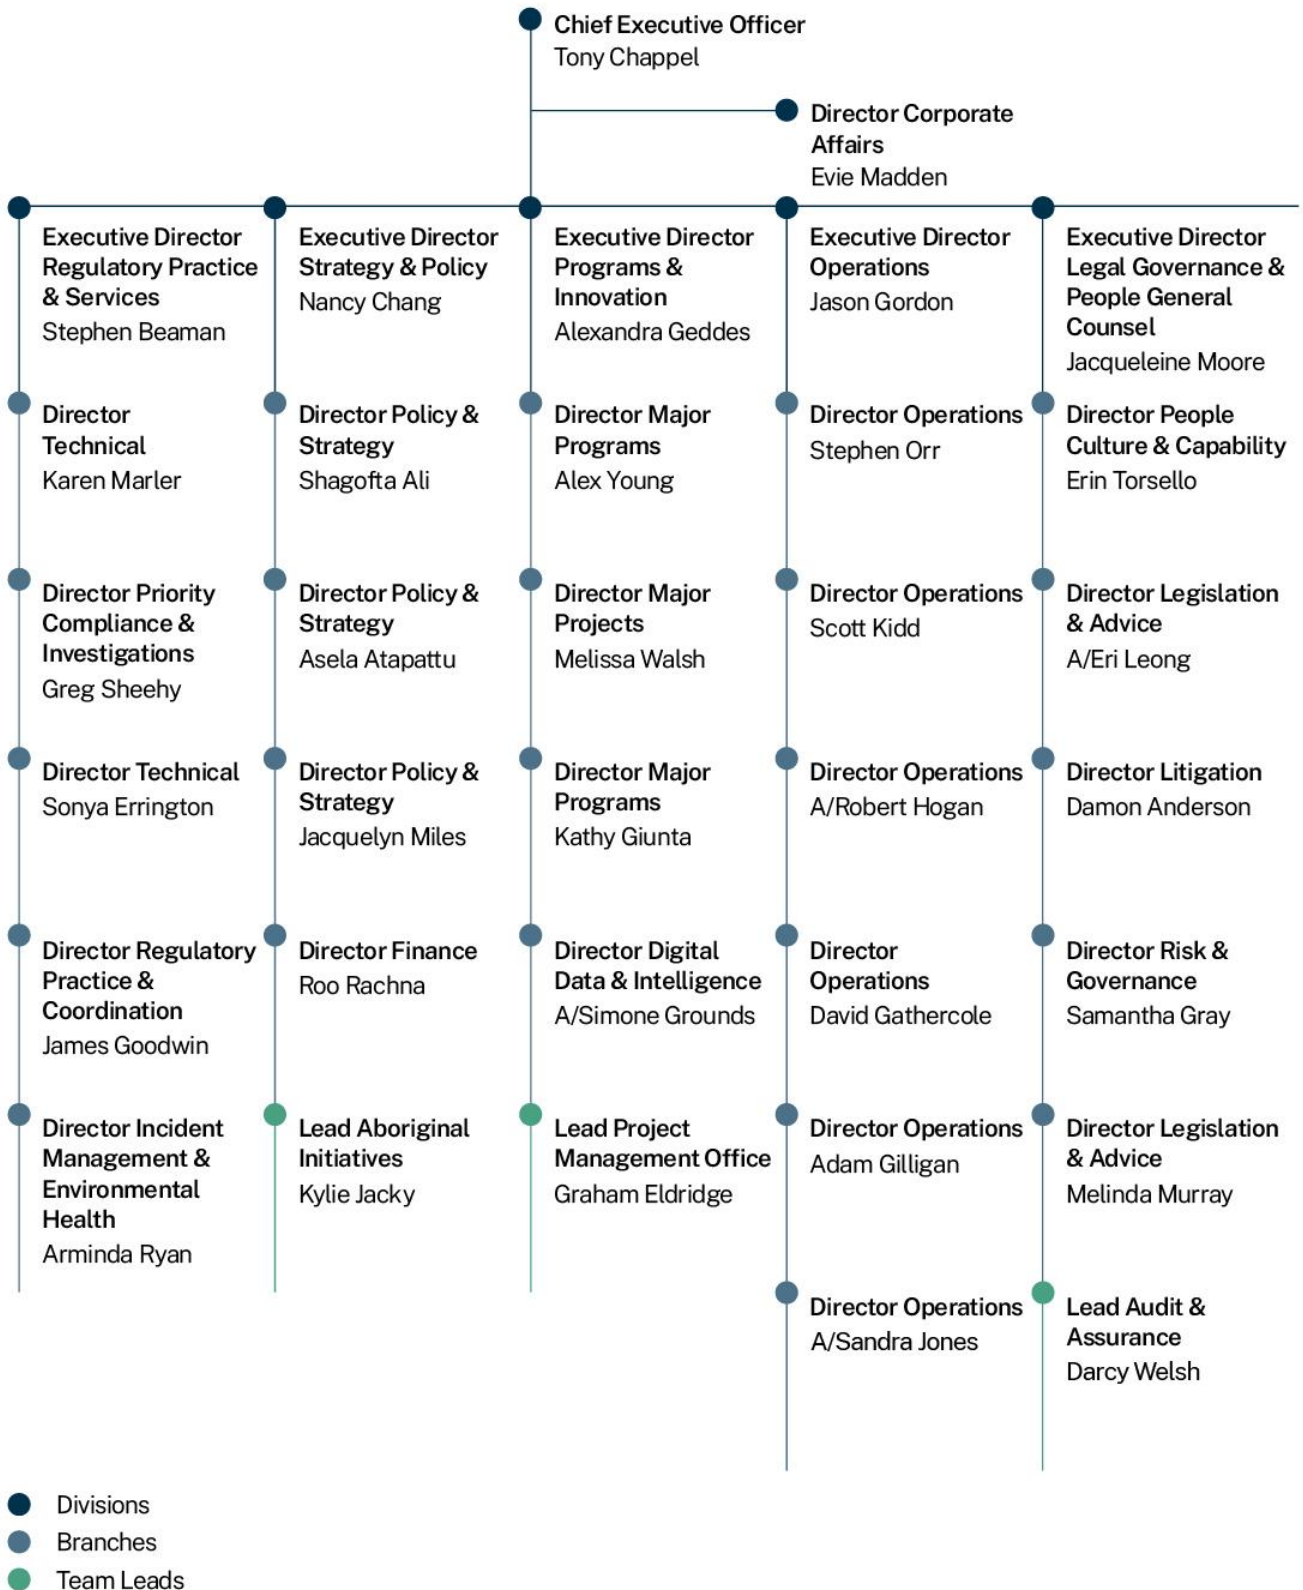 Chief Executive Officer
Tony Chappel
Director Corporate
Affairs
Evie Madden
Executive Director
Regulatory Practice
& Services
Stephen Beaman
Director
Technical
Karen Marler
Director Priority
Compliance &
Investigations
Greg Sheehy
Director Technical
Sonya Errington
Director Regulatory
Practice &
Coordination
James Goodwin
Director Incident
Management &
Environmental
Health
Arminda Ryan
Executive Director
Strategy & Policy
Nancy Chang
Director Policy &
Strategy
Shagofta Ali
Director Policy &
Strategy
Asela Atapattu
Director Policy &
Strategy
Jacquelyn Miles
Director Finance
Roo Rachna
Lead Aboriginal
Initiatives
Kylie Jacky
Executive Director
Programs &
Innovation
Alexandra Geddes
Director Major
Programs
Alex Young
Director Major
Projects
Melissa Walsh
Director Major
Programs
Kathy Giunta
Director Digital
Data & Intelligence
A/Simone Grounds
Lead Project
Management Office
Graham Eldridge
Executive Director
Operations
Jason Gordon
Director Operations
Stephen Orr
Director Operations
Scott Kidd
Director Operations
A/Robert Hogan
Director
Operations
David Gathercole
Director Operations
Adam Gilligan
Director Operations
A/Sandra Jones
Executive Director
Legal Governance &
People General
Counsel
Jacqueleine Moore
Director People
Culture & Capability
Erin Torsello
Director Legislation
& Advice
A/Eri Leong
Director Litigation
Damon Anderson
Director Risk &
Governance
Samantha Gray
Director Legislation
& Advice
Melinda Murray
Lead Audit &
Assurance
Darcy Welsh
Divisions
Branches
Team Leads